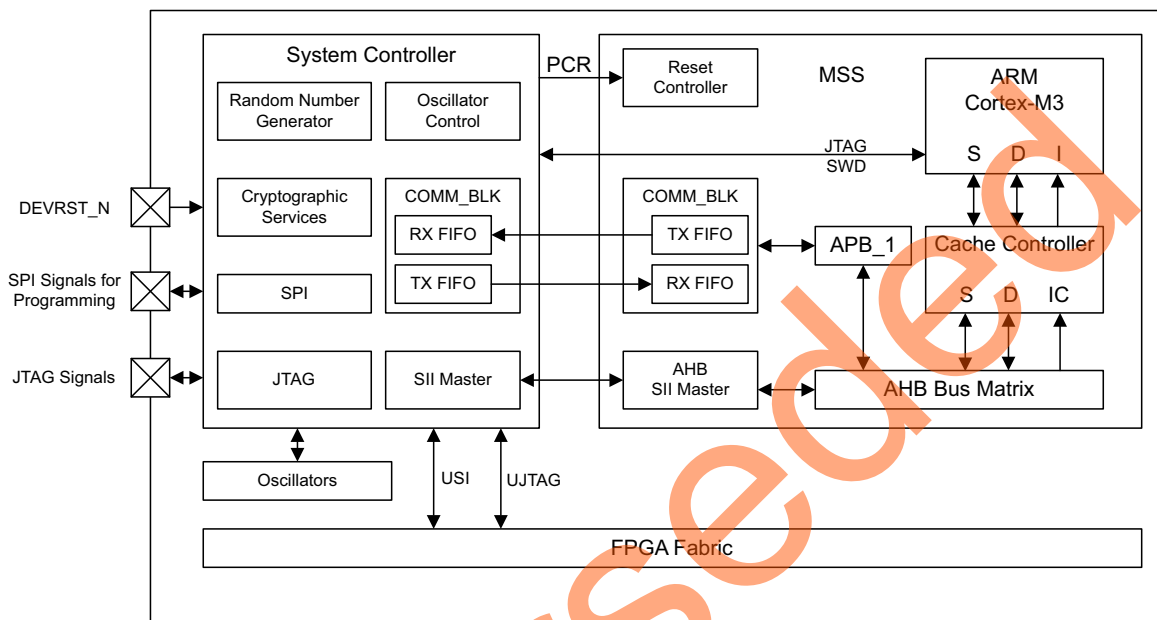 System Controller
Random Number
Generator
Oscillator
Control
Cryptographic
Services
COMM_BLK
RX FIFO
TX FIFO
SPI
JTAG
SII Master
DEVRST_N
SPI Signals for
Programming
JTAG Signals
PCR
Reset
Controller
MSS
ARM
Cortex-M3
S D I
JTAG
SWD
COMM_BLK
TX FIFO
RX FIFO
APB_1
Cache Controller
S D IC
AHB
SII Master
AHB Bus Matrix
Oscillators
USI
UJTAG
FPGA Fabric
rseded